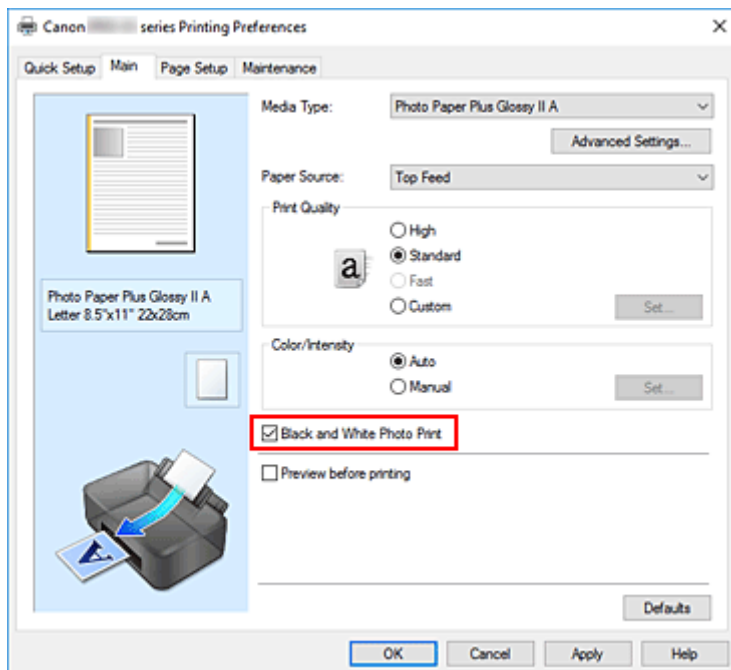 Canon series Printing Preferences
Quick Setup Main Page Setup Maintenance
Media Type: Photo Paper Plus Glossy II A
Advanced Settings...
Paper Source: Top Feed
Print Quality
High
a Standard
Fast
Custom Set...
Photo Paper Plus Glossy II A
Letter 8.5"x11" 22x28cm
Color/Intensity
Auto
Manual Set...
Black and White Photo Print
Preview before printing
A
Defaults
OK Cancel Apply Help